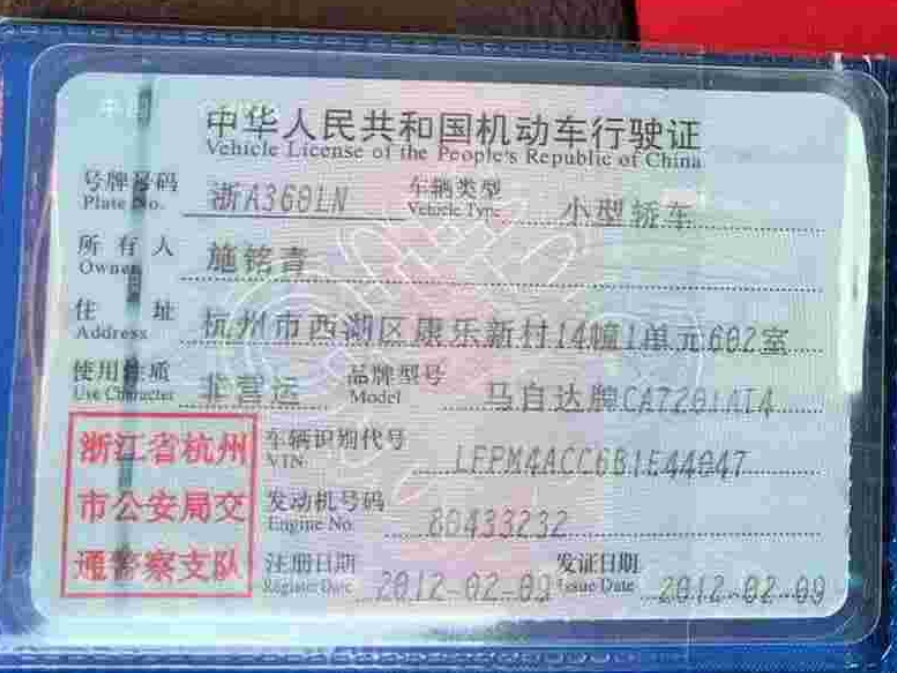 中华人民共和国机动车行驶证
Vehicle License of the People's Republic of China
号牌号码 浙A368LN 车辆类型 小型轿车
Plate No. Vehicle Type
所有人 施铭青
Owner
住址 杭州市西湖区康乐新村14幢1单元602室
Address
使用性质 非营运 品牌型号 马自达牌CA7201AT4
Use Character Model
浙江省杭州
市公安局交
通警察支队
车辆识别代号 LFPM4ACC6B1E44047
VIN
发动机号码 80433232
Engine No.
注册日期 2012-02-09 发证日期 2012-02-09
Register Date Issue Date